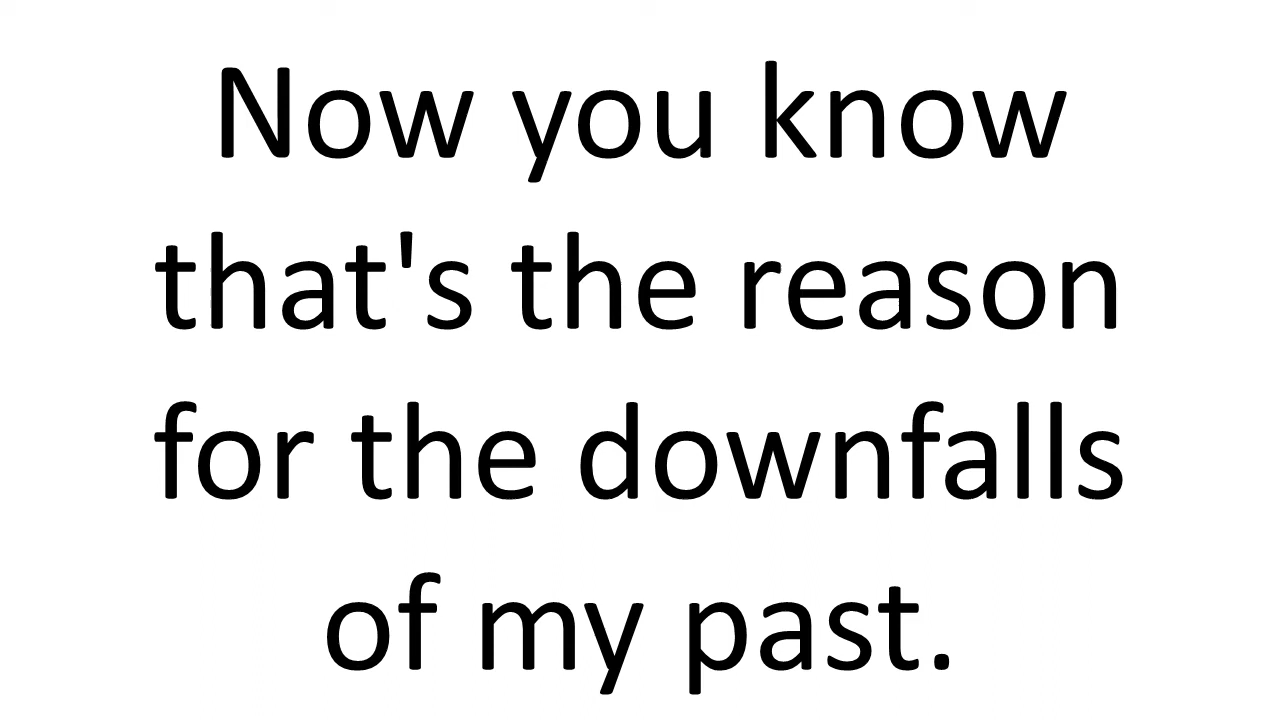 Now you know
that's the reason
for the downfalls
of my past.